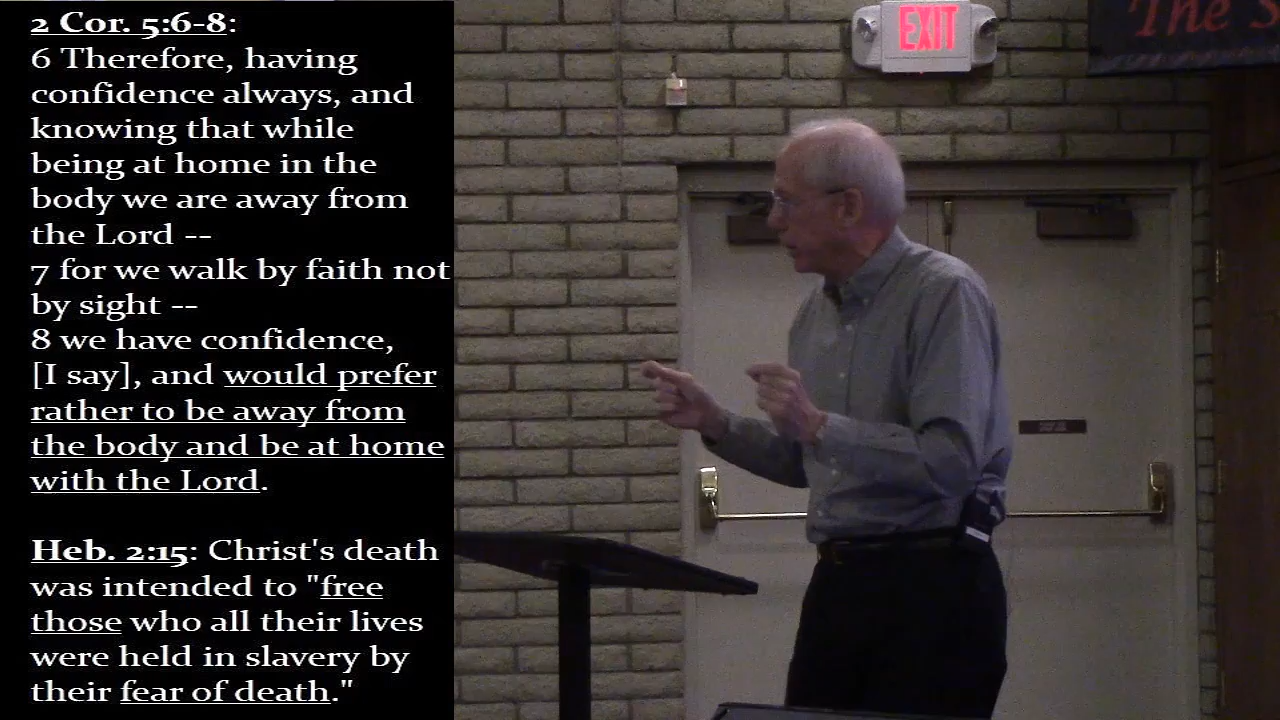 2 Cor. 5:6-8:
6 Therefore, having
confidence always, and
knowing that while
being at home in the
body we are away from
the Lord --
7 for we walk by faith not
by sight --
8 we have confidence,
[I say], and would prefer
rather to be away from
the body and be at home
with the Lord.
Heb. 2:15: Christ's death
was intended to "free
those who all their lives
were held in slavery by
their fear of death."
EXIT
The S